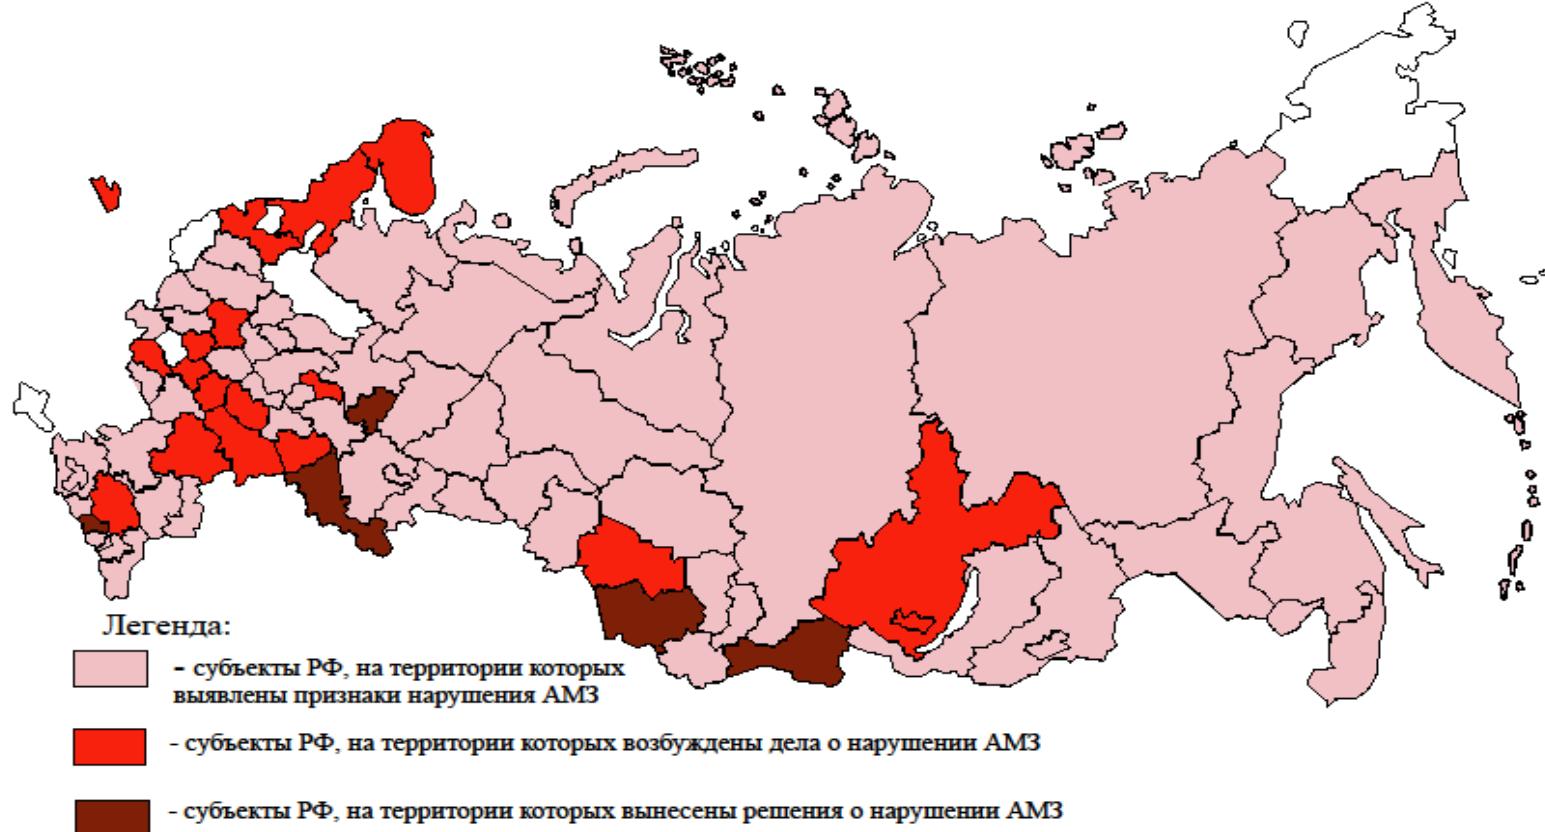 Легенда:
- субъекты РФ, на территории которых
выявлены признаки нарушения АМЗ
- субъекты РФ, на территории которых возбуждены дела о нарушении АМЗ
- субъекты РФ, на территории которых вынесены решения о нарушении АМЗ